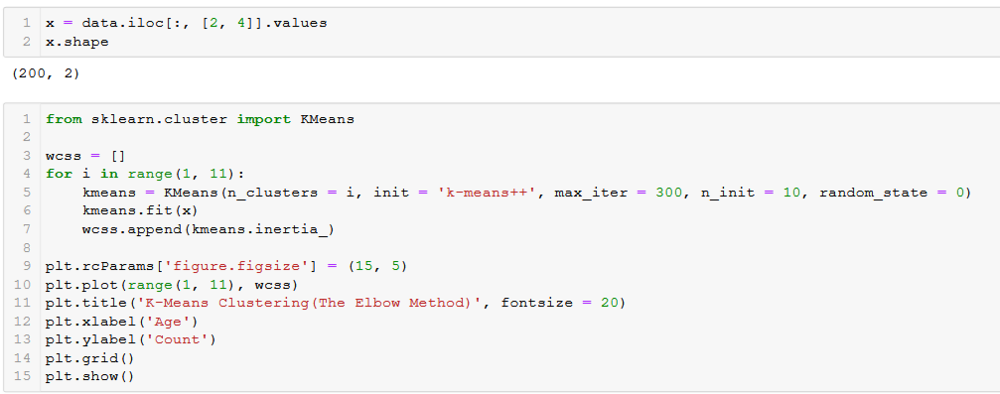 1 x = data.iloc[:, [2, 4]].values
2 x.shape
(200, 2)
1 from sklearn.cluster import KMeans
2
3 wcss = []
4 for i in range(1, 11):
5     kmeans = KMeans(n_clusters = i, init = 'k-means++', max_iter = 300, n_init = 10, random_state = 0)
6     kmeans.fit(x)
7     wcss.append(kmeans.inertia_)
8
9 plt.rcParams['figure.figsize'] = (15, 5)
10 plt.plot(range(1, 11), wcss)
11 plt.title('K-Means Clustering(The Elbow Method)', fontsize = 20)
12 plt.xlabel('Age')
13 plt.ylabel('Count')
14 plt.grid()
15 plt.show()